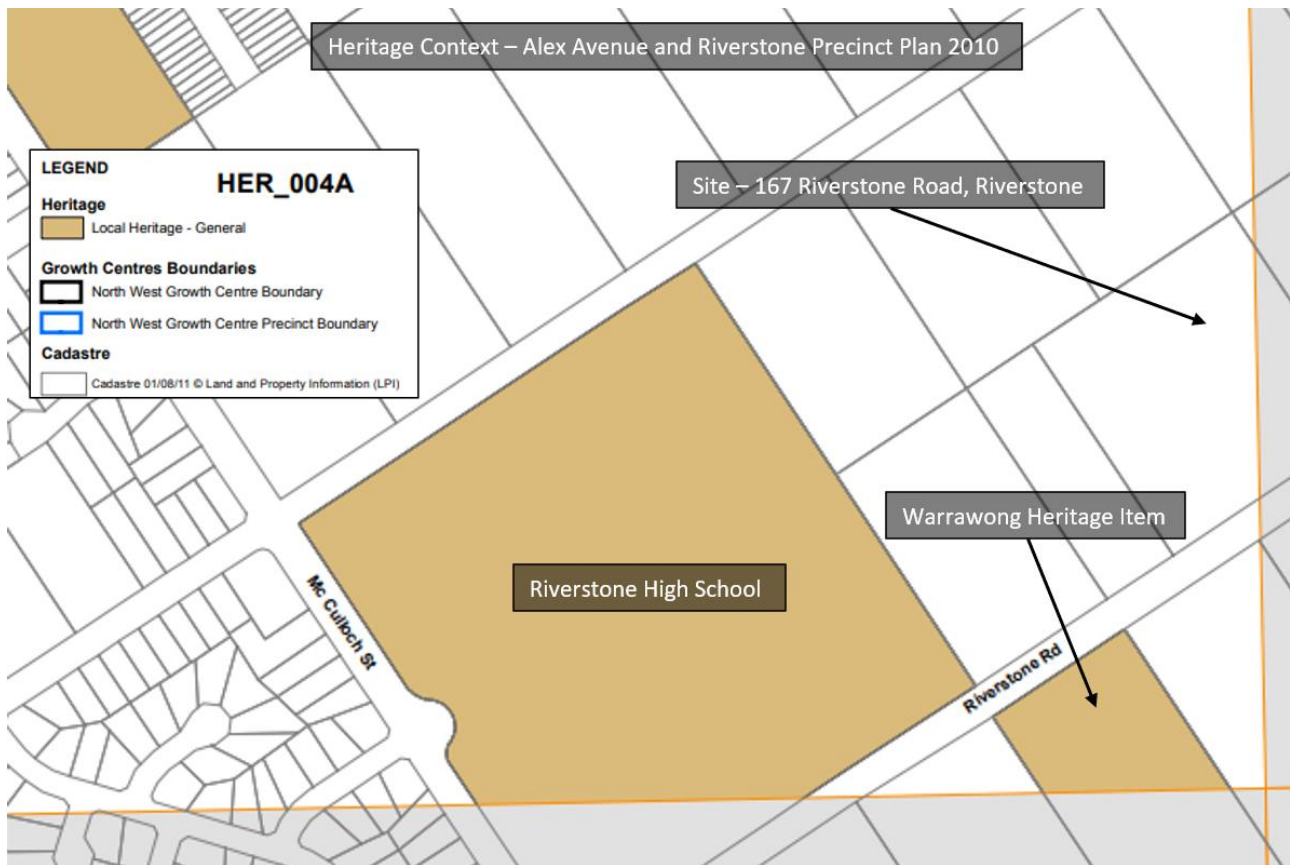 Heritage Context – Alex Avenue and Riverstone Precinct Plan 2010
LEGEND
HER_004A
Heritage
Local Heritage - General
Growth Centres Boundaries
North West Growth Centre Boundary
North West Growth Centre Precinct Boundary
Cadastre
Cadastre 01/08/11 © Land and Property Information (LPI)
Site – 167 Riverstone Road, Riverstone
Warrawong Heritage Item
Riverstone High School
Mc Culloch St
Riverstone Rd